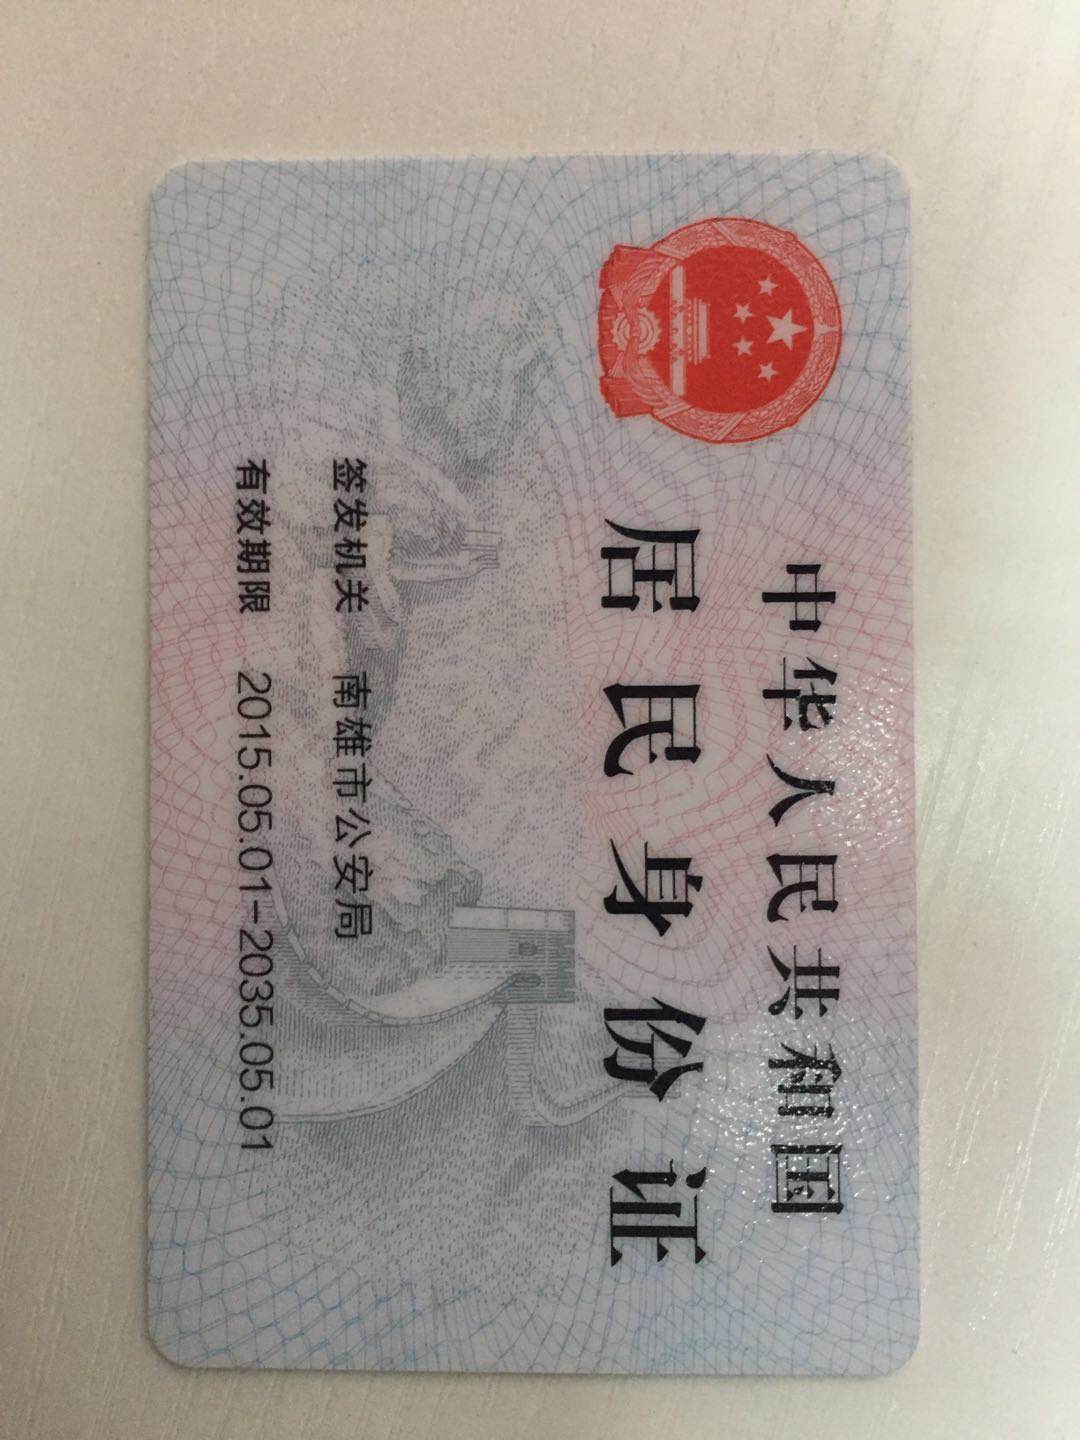 中华人民共和国
居民身份证
签发机关 南雄市公安局
有效期限 2015.05.01-2035.05.01